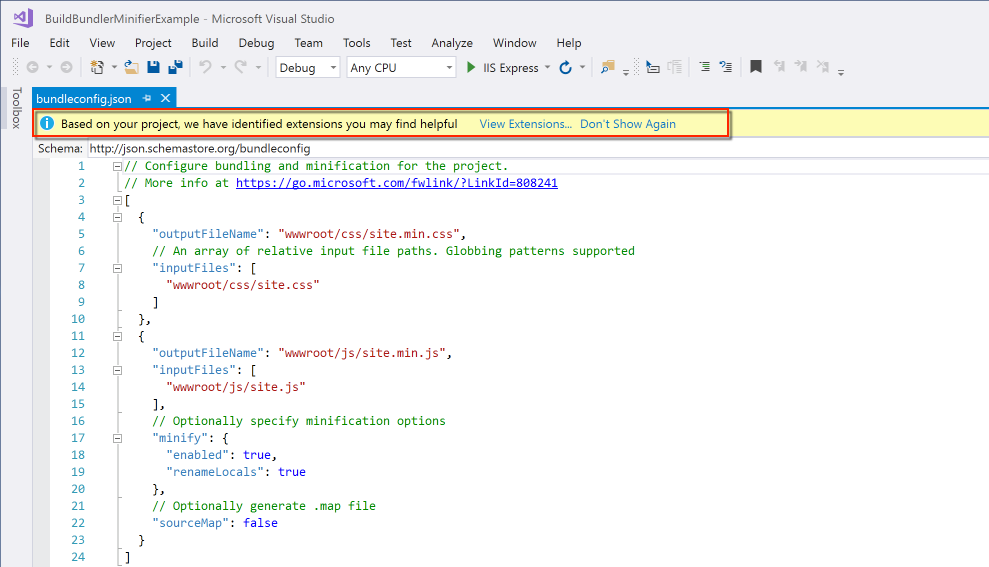 BuildBundlerMinifierExample - Microsoft Visual Studio
File Edit View Project Build Debug Team Tools Test Analyze Window Help
Debug Any CPU IIS Express
Toolbox
bundleconfig.json
Based on your project, we have identified extensions you may find helpful View Extensions... Don't Show Again
Schema: http://json.schemastore.org/bundleconfig
1 // Configure bundling and minification for the project.
2 // More info at https://go.microsoft.com/fwlink/?LinkId=808241
3 [
4 {
5 "outputFileName": "wwwroot/css/site.min.css",
6 // An array of relative input file paths. Globbing patterns supported
7 "inputFiles": [
8 "wwwroot/css/site.css"
9 ]
10 },
11 {
12 "outputFileName": "wwwroot/js/site.min.js",
13 "inputFiles": [
14 "wwwroot/js/site.js"
15 ],
16 // Optionally specify minification options
17 "minify": {
18 "enabled": true,
19 "renameLocals": true
20 },
21 // Optionally generate .map file
22 "sourceMap": false
23 }
24 ]